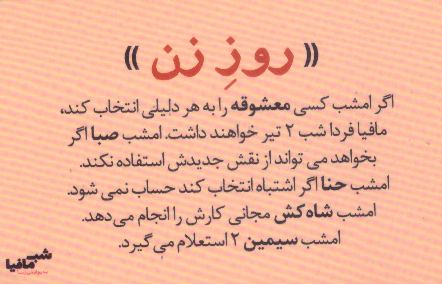 « روزِ زن »
اگر امشب کسی معشوقه را به هر دلیلی انتخاب کند،
مافیا فردا شب ۲ تیر خواهند داشت. امشب صبا اگر
بخواهد می تواند از نقش جدیدش استفاده نکند.
امشب حنا اگر اشتباه انتخاب کند حساب نمی شود.
امشب شاه‌کش مجانی کارش را انجام می‌دهد.
امشب سیمین ۲ استعلام می گیرد.
شب
مافیا